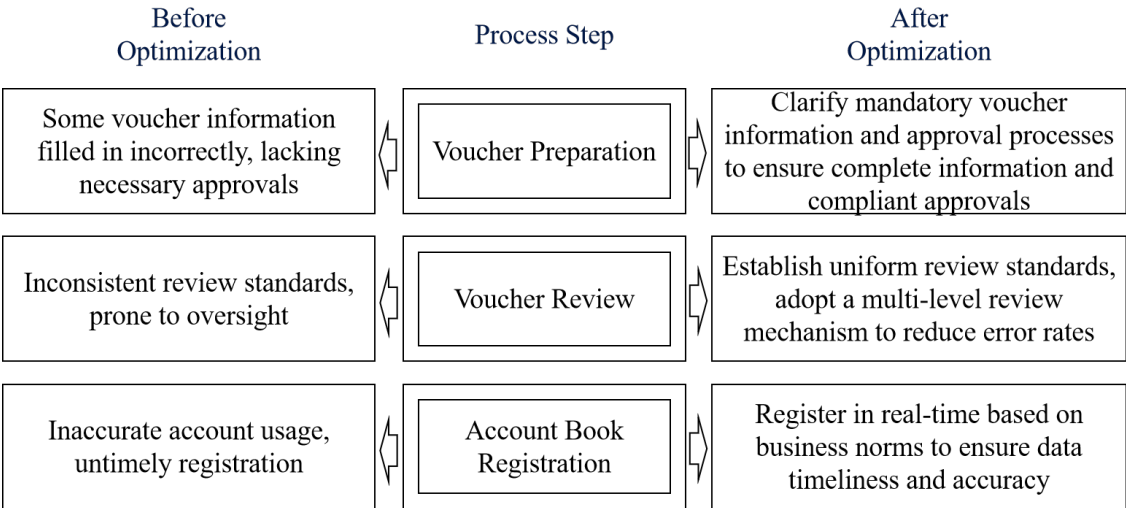 Before
Optimization
Process Step
After
Optimization
Some voucher information
filled in incorrectly, lacking
necessary approvals
Voucher Preparation
Clarify mandatory voucher
information and approval processes
to ensure complete information and
compliant approvals
Inconsistent review standards,
prone to oversight
Voucher Review
Establish uniform review standards,
adopt a multi-level review
mechanism to reduce error rates
Inaccurate account usage,
untimely registration
Account Book
Registration
Register in real-time based on
business norms to ensure data
timeliness and accuracy